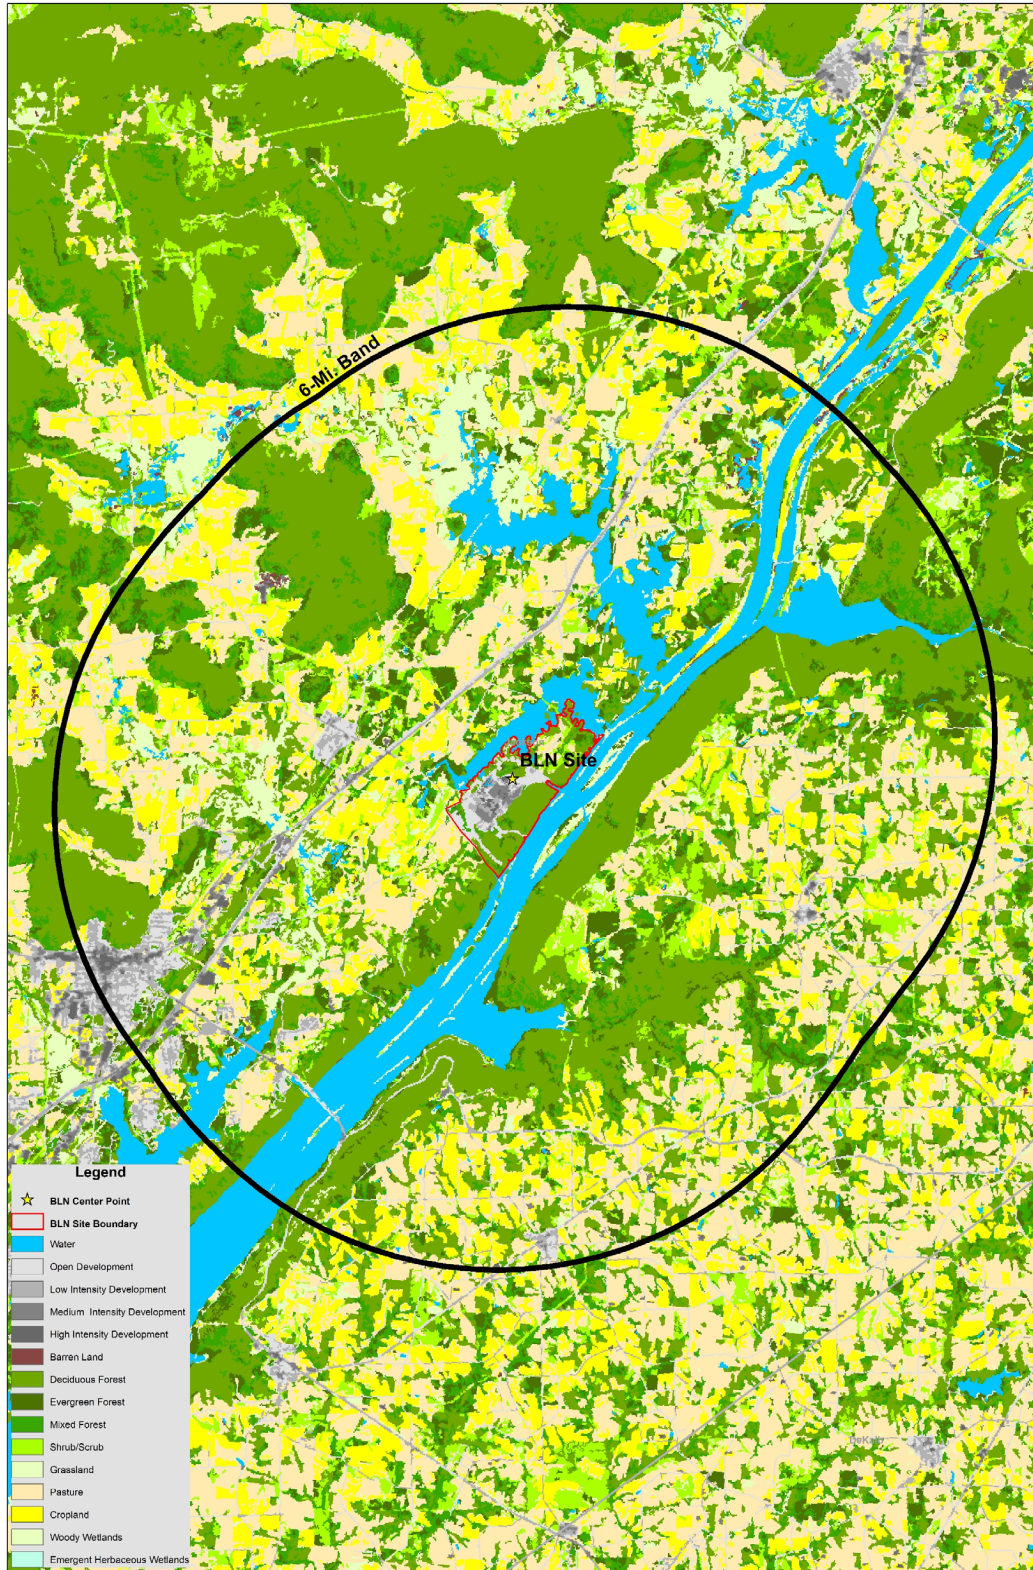 6-Mi. Band
BLN Site
DeKalb
Legend
BLN Center Point
BLN Site Boundary
Water
Open Development
Low Intensity Development
Medium Intensity Development
High Intensity Development
Barren Land
Deciduous Forest
Evergreen Forest
Mixed Forest
Shrub/Scrub
Grassland
Pasture
Cropland
Woody Wetlands
Emergent Herbaceous Wetlands